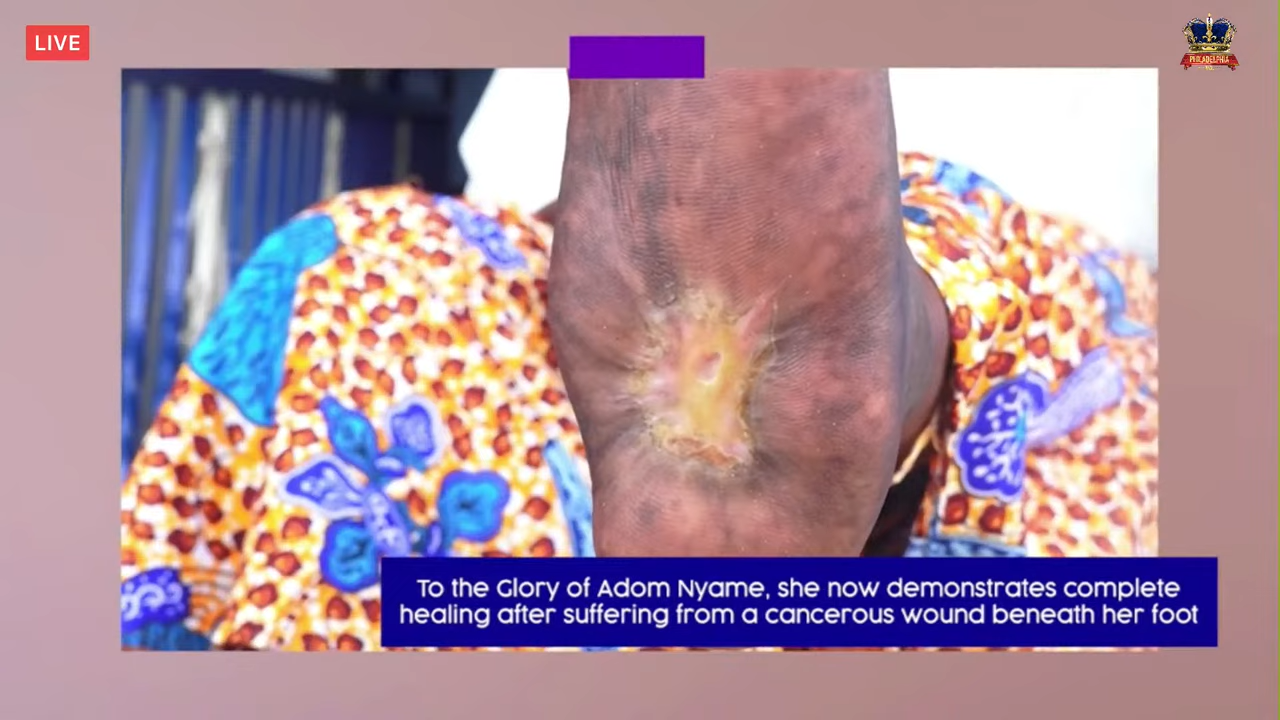 LIVE
PHILADELPHIA
To the Glory of Adom Nyame, she now demonstrates complete
healing after suffering from a cancerous wound beneath her foot